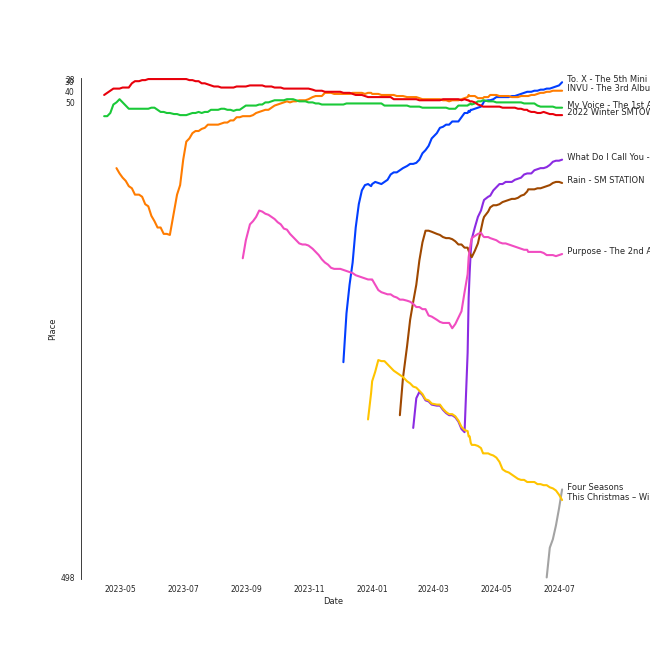 28
40
50
498
Place
To. X - The 5th Mini
INVU - The 3rd Albu
My Voice - The 1st A
2022 Winter SMTOW
What Do I Call You -
Rain - SM STATION
Purpose - The 2nd A
Four Seasons
This Christmas – Wi
2023-05 2023-07 2023-09 2023-11 2024-01 2024-03 2024-05 2024-07
Date